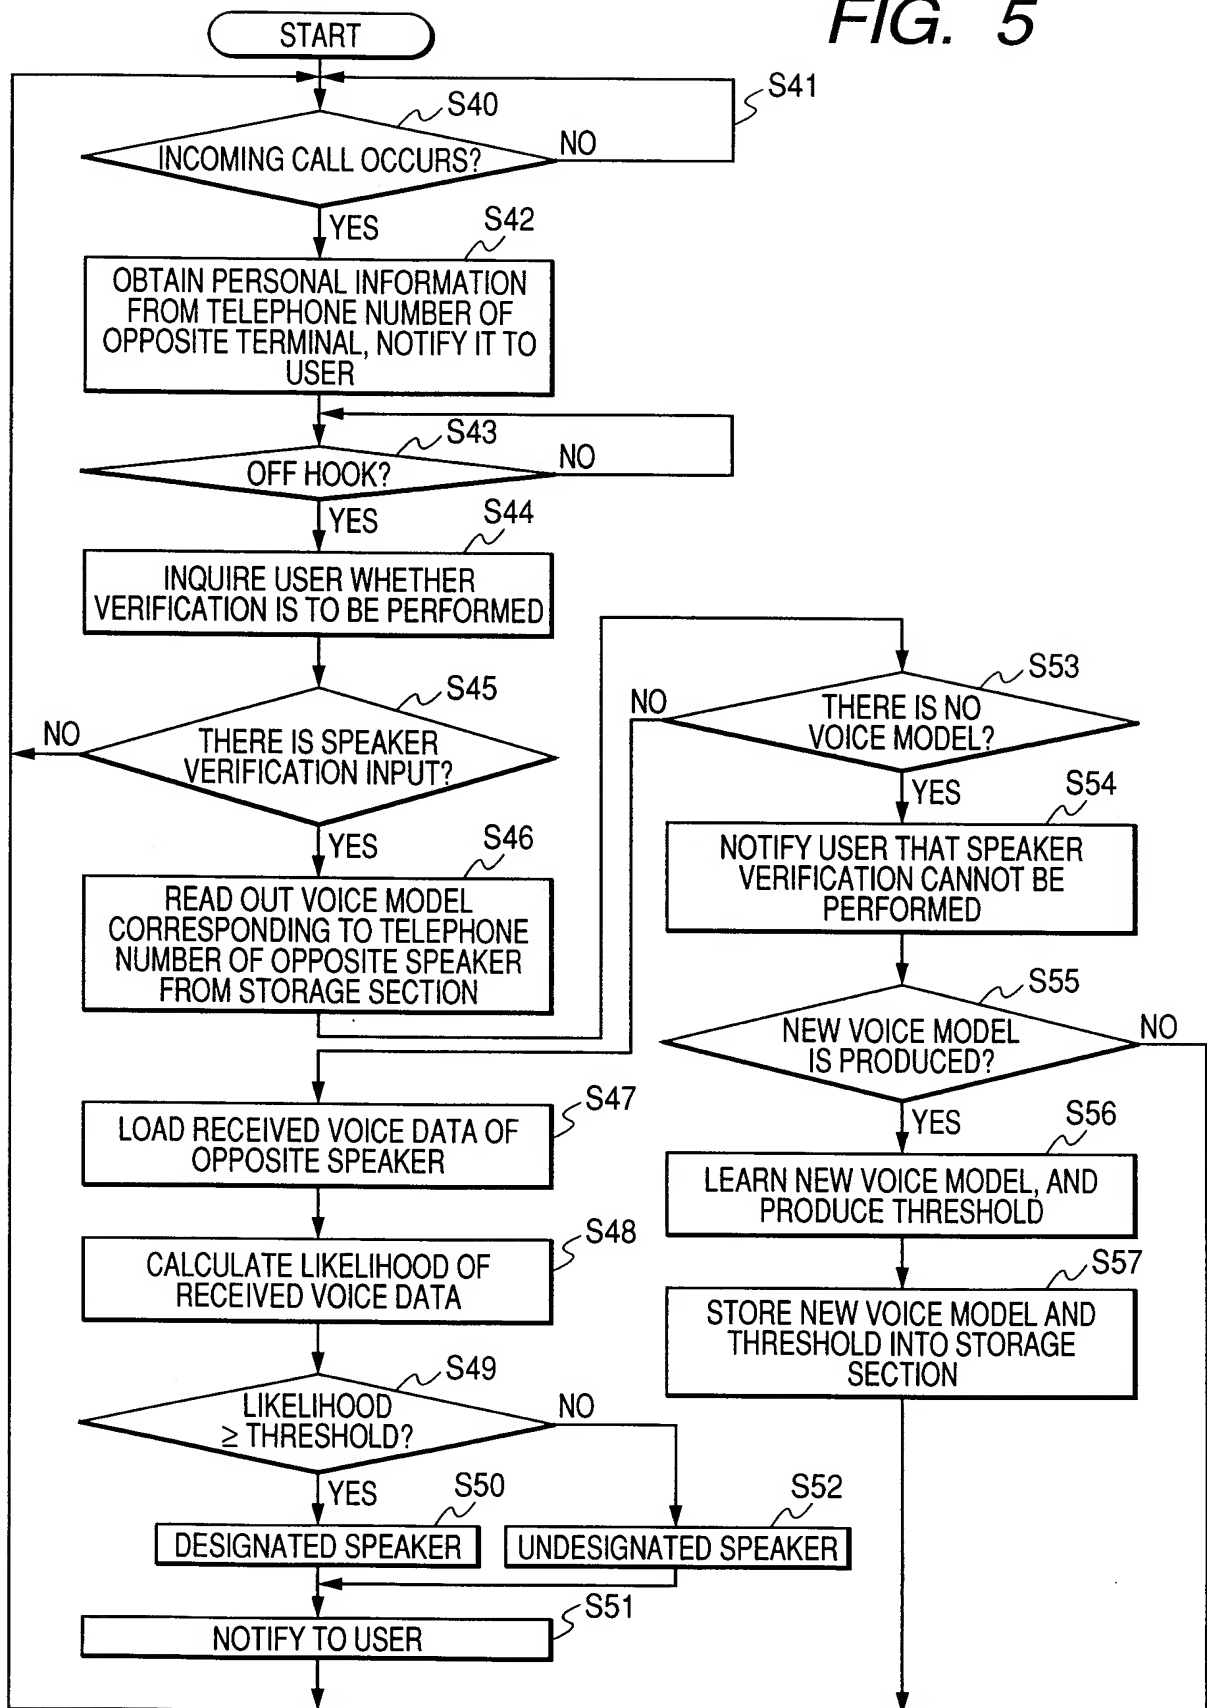 FIG. 5
START
S40
S41
INCOMING CALL OCCURS?
NO
YES
S42
OBTAIN PERSONAL INFORMATION
FROM TELEPHONE NUMBER OF
OPPOSITE TERMINAL, NOTIFY IT TO
USER
S43
OFF HOOK?
NO
YES
S44
INQUIRE USER WHETHER
VERIFICATION IS TO BE PERFORMED
S45
NO
THERE IS SPEAKER
VERIFICATION INPUT?
YES
S46
READ OUT VOICE MODEL
CORRESPONDING TO TELEPHONE
NUMBER OF OPPOSITE SPEAKER
FROM STORAGE SECTION
S47
LOAD RECEIVED VOICE DATA OF
OPPOSITE SPEAKER
S48
CALCULATE LIKELIHOOD OF
RECEIVED VOICE DATA
S49
LIKELIHOOD
≥ THRESHOLD?
NO
YES
S50
DESIGNATED SPEAKER
S52
UNDESIGNATED SPEAKER
S51
NOTIFY TO USER
S53
NO
THERE IS NO
VOICE MODEL?
YES
S54
NOTIFY USER THAT SPEAKER
VERIFICATION CANNOT BE
PERFORMED
S55
NEW VOICE MODEL
IS PRODUCED?
NO
YES
S56
LEARN NEW VOICE MODEL, AND
PRODUCE THRESHOLD
S57
STORE NEW VOICE MODEL AND
THRESHOLD INTO STORAGE
SECTION